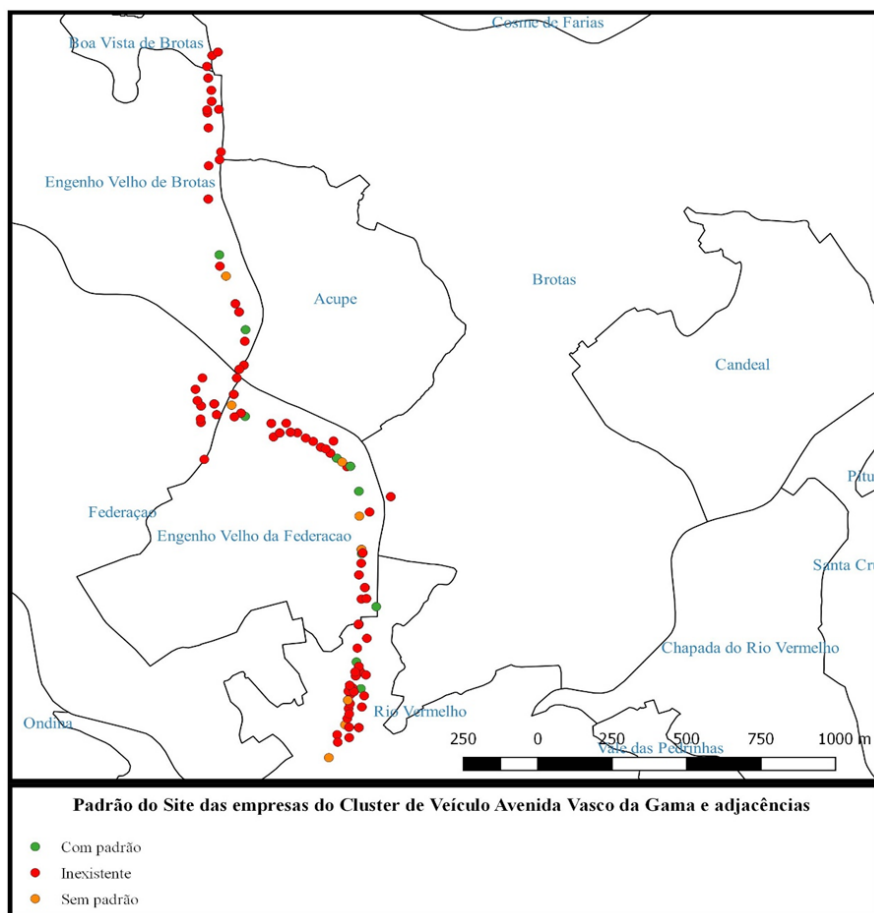 Cosme de Farias
Boa Vista de Brotas
Engenho Velho de Brotas
Acupe
Brotas
Candeal
Pitu
Federaçao
Engenho Velho da Federacao
Santa Cru
Chapada do Rio Vermelho
Ondina
Rio Vermelho
Vale das Pedrinhas
250 0 250 500 750 1000 m
Padrão do Site das empresas do Cluster de Veículo Avenida Vasco da Gama e adjacências
Com padrão
Inexistente
Sem padrão